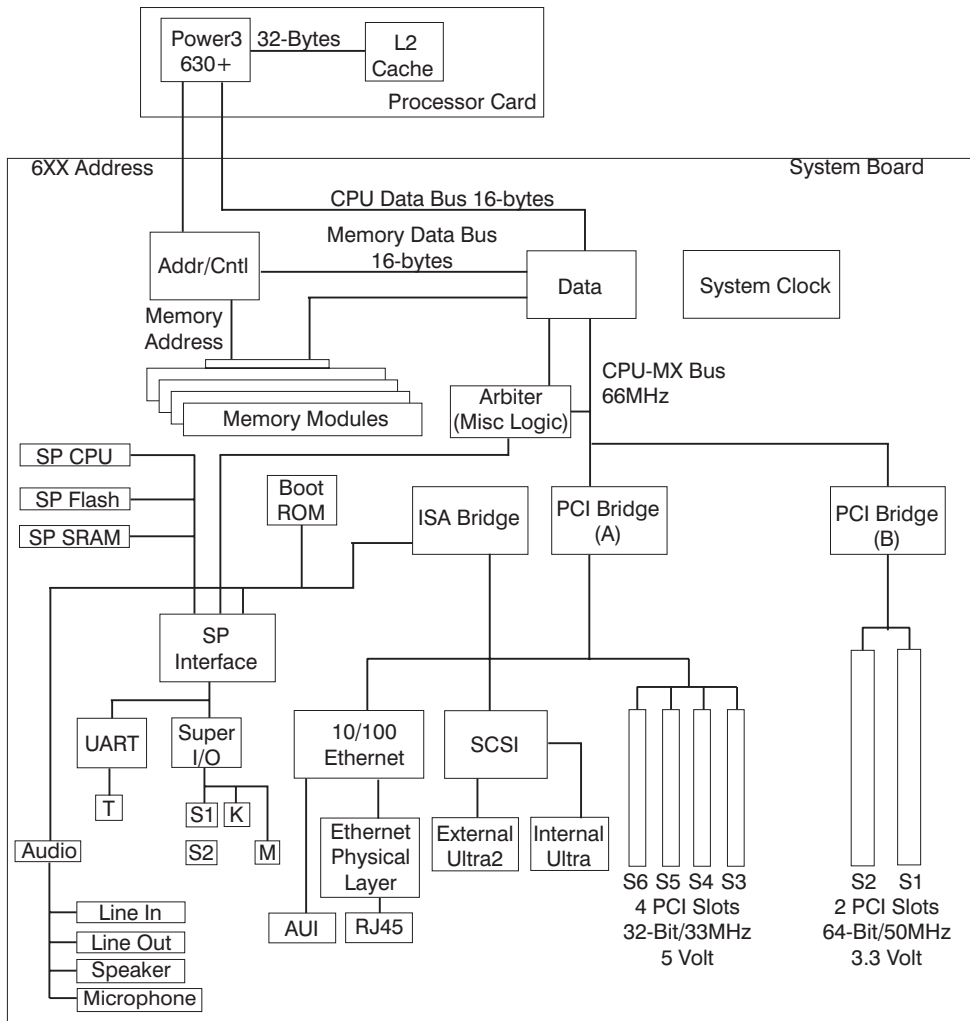 Power3
630+
32-Bytes
L2
Cache
Processor Card
6XX Address
System Board
CPU Data Bus 16-bytes
Memory Data Bus
16-bytes
Addr/Cntl
Data
System Clock
Memory
Address
CPU-MX Bus
66MHz
Arbiter
(Misc Logic)
Memory Modules
SP CPU
SP Flash
SP SRAM
Boot
ROM
ISA Bridge
PCI Bridge
(A)
PCI Bridge
(B)
SP
Interface
UART
Super
I/O
10/100
Ethernet
SCSI
T
S1
K
S2
M
Audio
Ethernet
Physical
Layer
External
Ultra2
Internal
Ultra
AUI
RJ45
S6 S5 S4 S3
4 PCI Slots
32-Bit/33MHz
5 Volt
S2 S1
2 PCI Slots
64-Bit/50MHz
3.3 Volt
Line In
Line Out
Speaker
Microphone